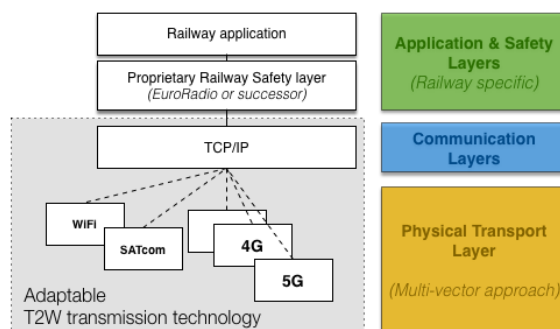 Railway application
Proprietary Railway Safety layer
(EuroRadio or successor)
TCP/IP
WiFi
SATcom
4G
5G
Adaptable
T2W transmission technology
Application & Safety
Layers
(Railway specific)
Communication
Layers
Physical Transport
Layer
(Multi-vector approach)